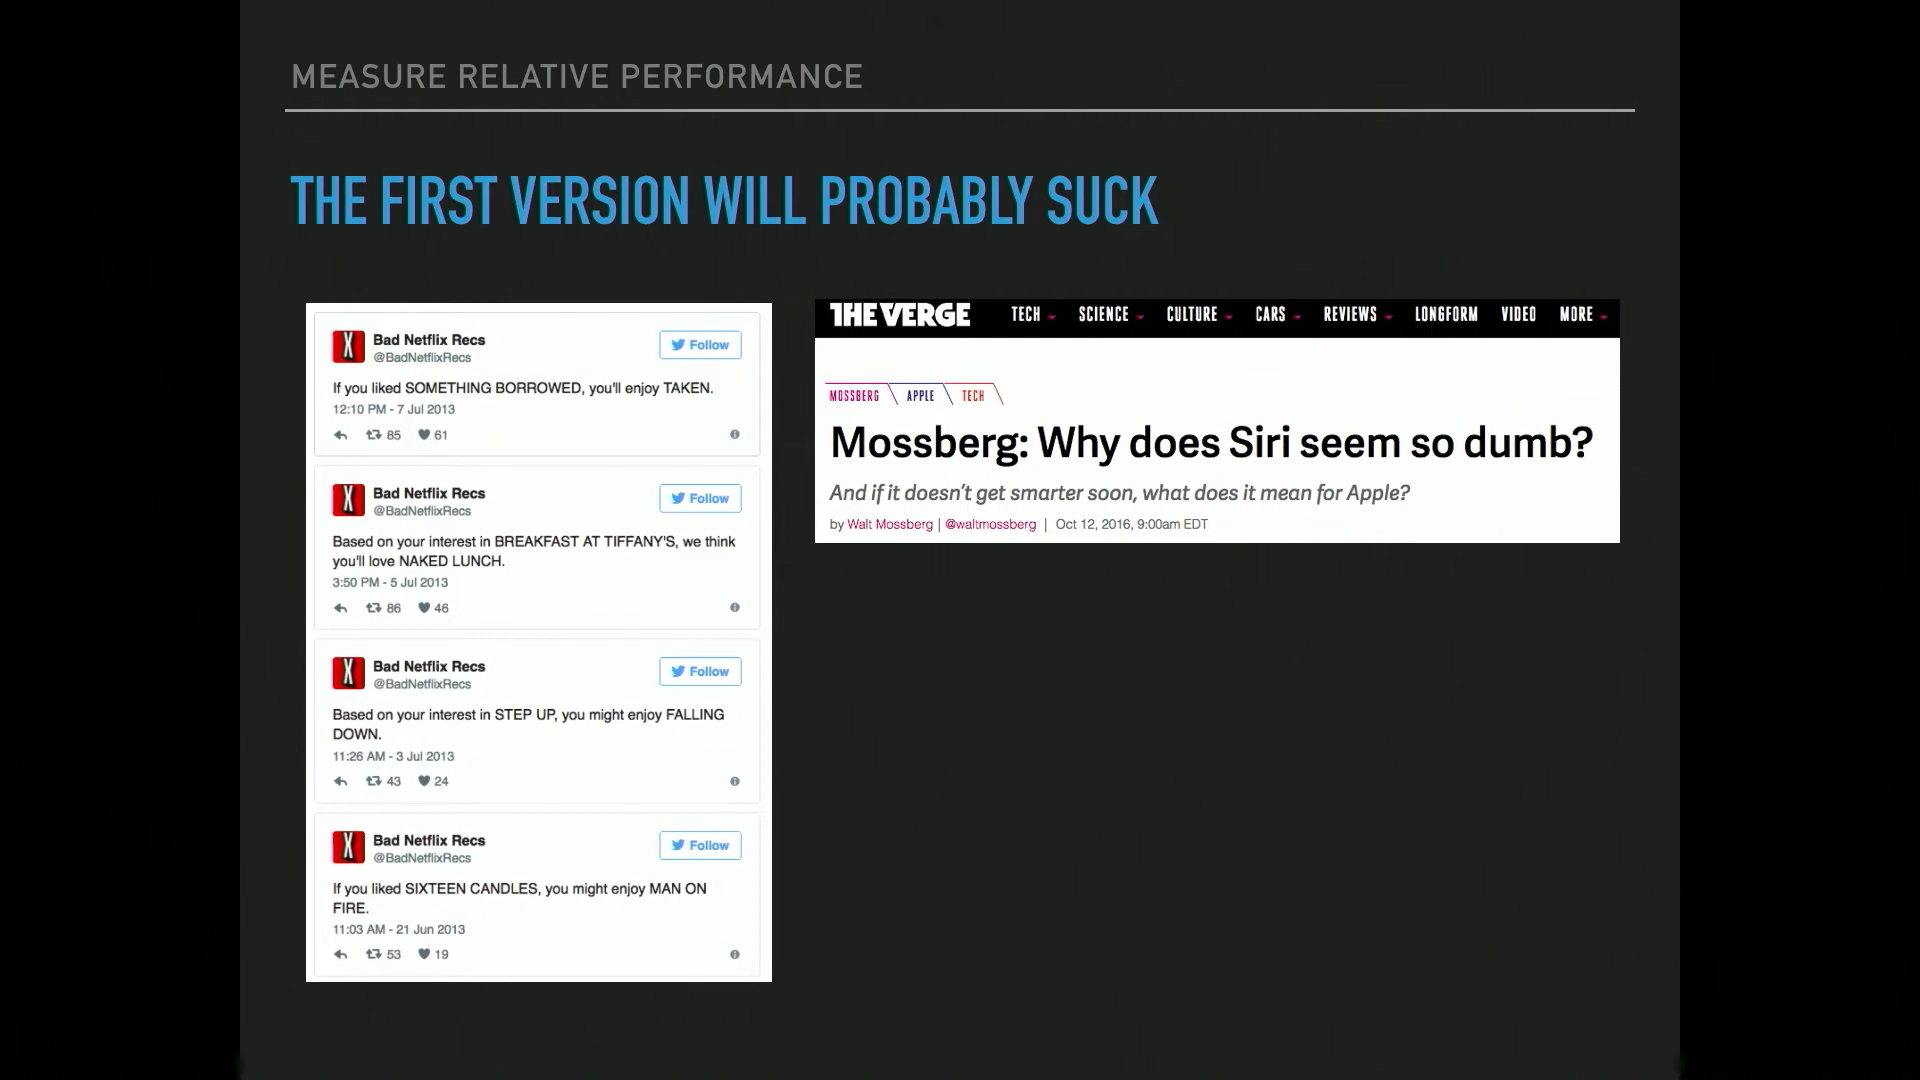 MEASURE RELATIVE PERFORMANCE
THE FIRST VERSION WILL PROBABLY SUCK
Bad Netflix Recs
@BadNetflixRecs
Follow
If you liked SOMETHING BORROWED, you'll enjoy TAKEN.
12:10 PM - 7 Jul 2013
85 61
Bad Netflix Recs
@BadNetflixRecs
Follow
Based on your interest in BREAKFAST AT TIFFANY'S, we think
you'll love NAKED LUNCH.
3:50 PM - 5 Jul 2013
86 46
Bad Netflix Recs
@BadNetflixRecs
Follow
Based on your interest in STEP UP, you might enjoy FALLING
DOWN.
11:26 AM - 3 Jul 2013
43 24
Bad Netflix Recs
@BadNetflixRecs
Follow
If you liked SIXTEEN CANDLES, you might enjoy MAN ON
FIRE.
11:03 AM - 21 Jun 2013
53 19
THE VERGE TECH SCIENCE CULTURE CARS REVIEWS LONGFORM VIDEO MORE
MOSSBERG APPLE TECH
Mossberg: Why does Siri seem so dumb?
And if it doesn't get smarter soon, what does it mean for Apple?
by Walt Mossberg | @waltmossberg | Oct 12, 2016, 9:00am EDT